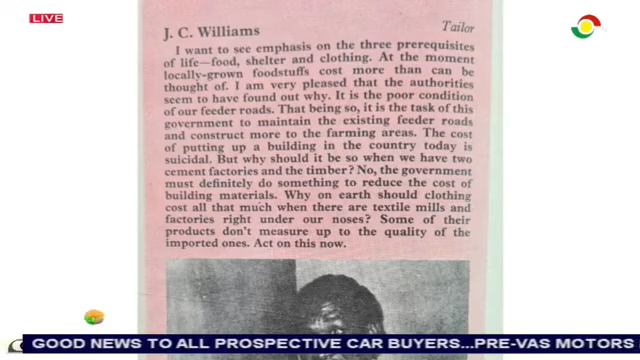 LIVE
J. C. Williams
Tailor
I want to see emphasis on the three prerequisites
of life—food, shelter and clothing. At the moment
locally-grown foodstuffs cost more than can be
thought of. I am very pleased that the authorities
seem to have found out why. It is the poor condition
of our feeder roads. That being so, it is the task of this
government to maintain the existing feeder roads
and construct more to the farming areas. The cost
of putting up a building in the country today is
suicidal. But why should it be so when we have two
cement factories and the timber? No, the government
must definitely do something to reduce the cost of
building materials. Why on earth should clothing
cost all that much when there are textile mills and
factories right under our noses? Some of their
products don't measure up to the quality of the
imported ones. Act on this now.
GOOD NEWS TO ALL PROSPECTIVE CAR BUYERS...PRE-VAS MOTORS